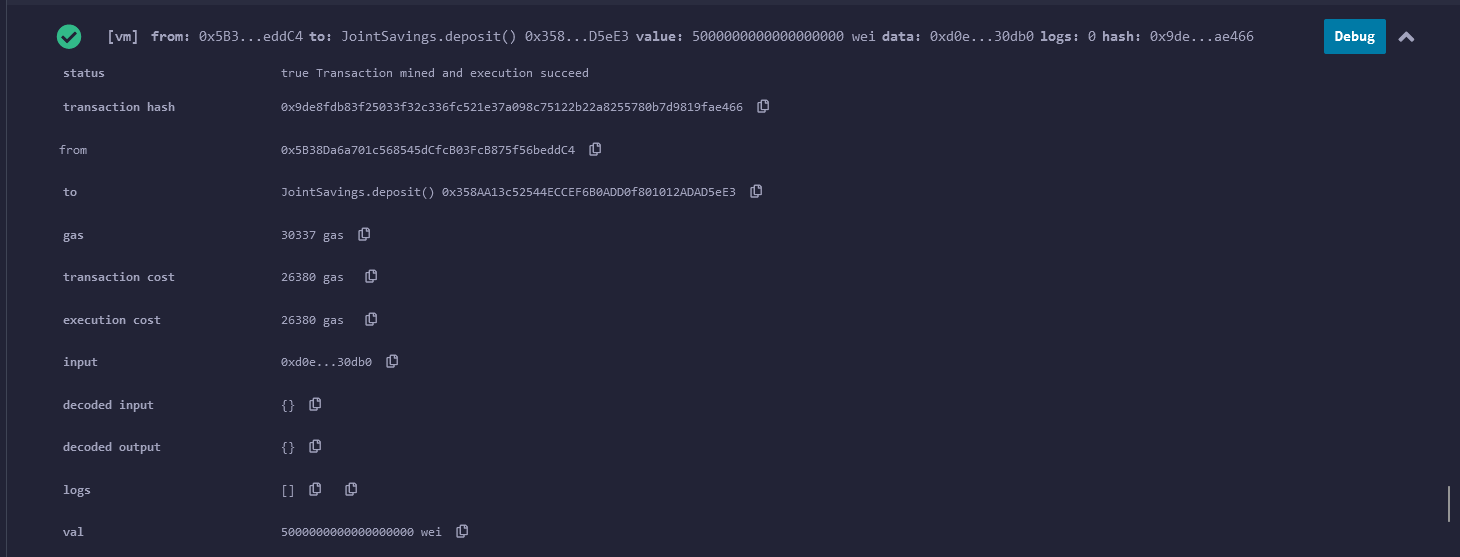 [vm] from: 0x5B3...eddC4 to: JointSavings.deposit() 0x358...D5eE3 value: 5000000000000000000 wei data: 0xd0e...30db0 logs: 0 hash: 0x9de...ae466 Debug
status true Transaction mined and execution succeed
transaction hash 0x9de8fdb83f25033f32c336fc521e37a098c75122b22a8255780b7d9819fae466
from 0x5B38Da6a701c568545dCfcB03FcB875f56beddC4
to JointSavings.deposit() 0x358AA13c52544ECCEF6B0ADD0f801012ADAD5eE3
gas 30337 gas
transaction cost 26380 gas
execution cost 26380 gas
input 0xd0e...30db0
decoded input {}
decoded output {}
logs []
val 5000000000000000000 wei